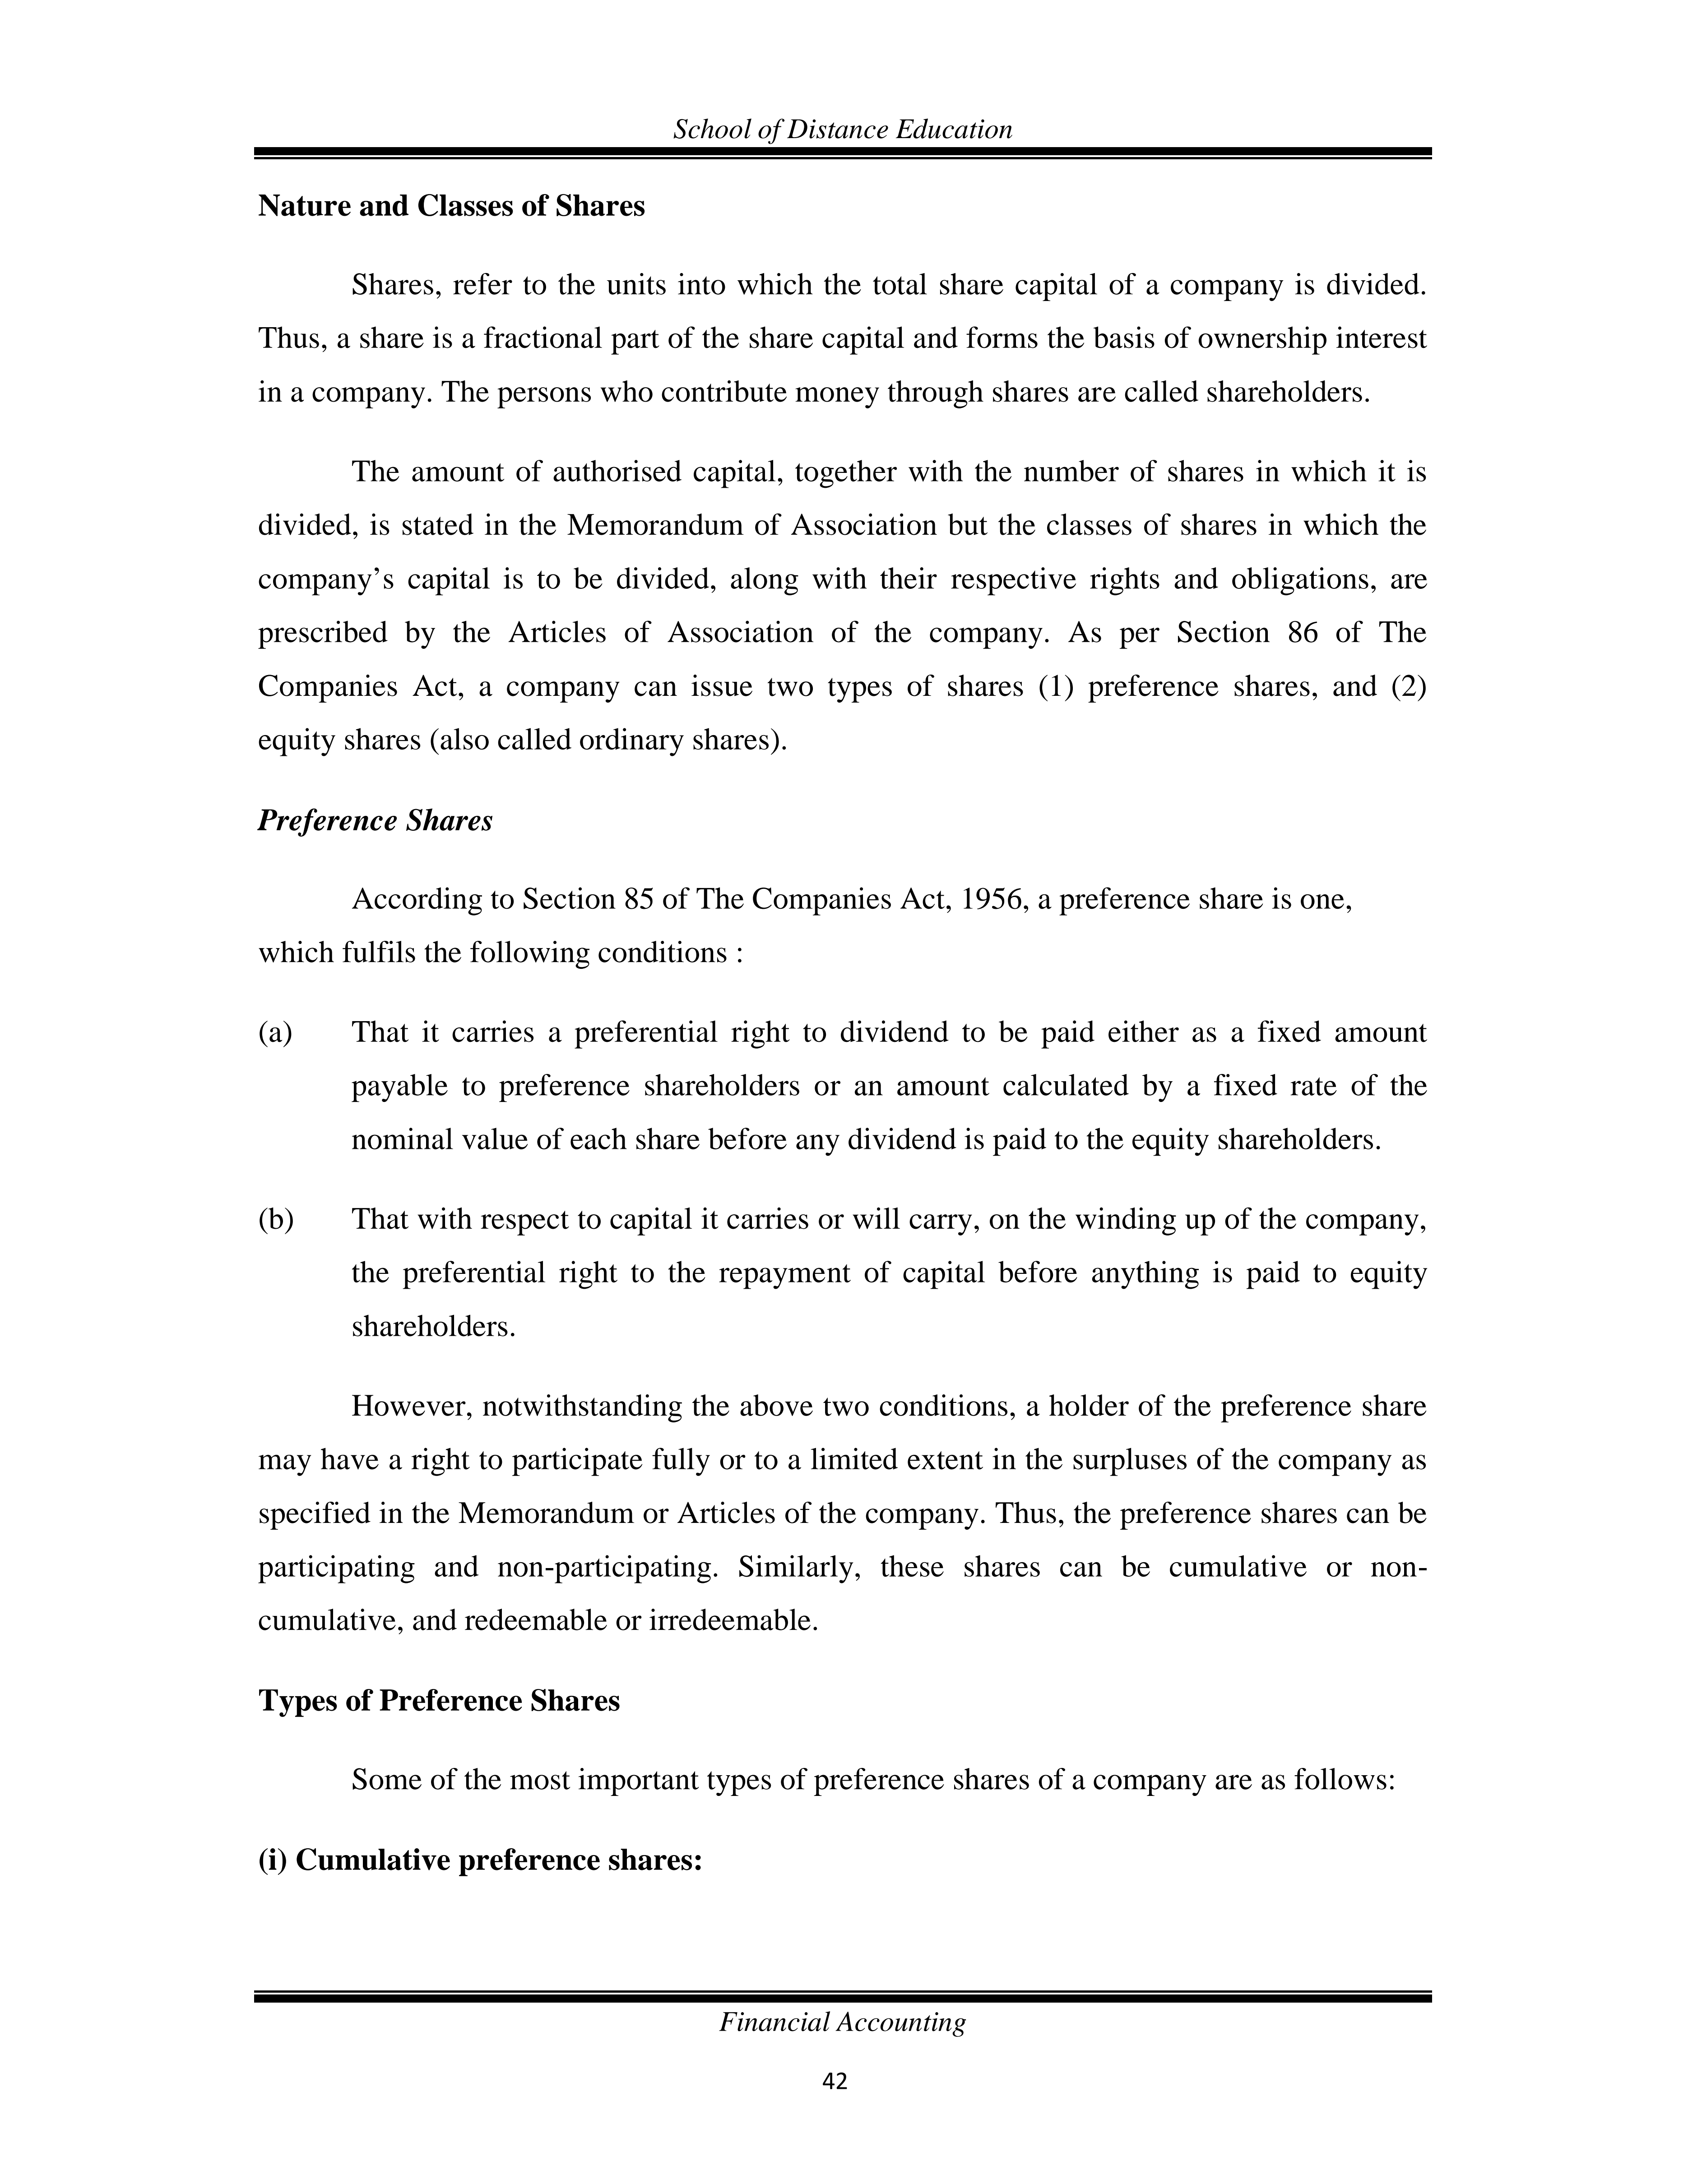 School of Distance Education
Nature and Classes of Shares
Shares, refer to the units into which the total share capital of a company is divided.
Thus, a share is a fractional part of the share capital and forms the basis of ownership interest
in a company. The persons who contribute money through shares are called shareholders.
The amount of authorised capital, together with the number of shares in which it is
divided, is stated in the Memorandum of Association but the classes of shares in which the
company’s capital is to be divided, along with their respective rights and obligations, are
prescribed by the Articles of Association of the company. As per Section 86 of The
Companies Act, a company can issue two types of shares (1) preference shares, and (2)
equity shares (also called ordinary shares).
Preference Shares
According to Section 85 of The Companies Act, 1956, a preference share is one,
which fulfils the following conditions :
(a) That it carries a preferential right to dividend to be paid either as a fixed amount
payable to preference shareholders or an amount calculated by a fixed rate of the
nominal value of each share before any dividend is paid to the equity shareholders.
(b) That with respect to capital it carries or will carry, on the winding up of the company,
the preferential right to the repayment of capital before anything is paid to equity
shareholders.
However, notwithstanding the above two conditions, a holder of the preference share
may have a right to participate fully or to a limited extent in the surpluses of the company as
specified in the Memorandum or Articles of the company. Thus, the preference shares can be
participating and non-participating. Similarly, these shares can be cumulative or non-
cumulative, and redeemable or irredeemable.
Types of Preference Shares
Some of the most important types of preference shares of a company are as follows:
(i) Cumulative preference shares:
Financial Accounting
42